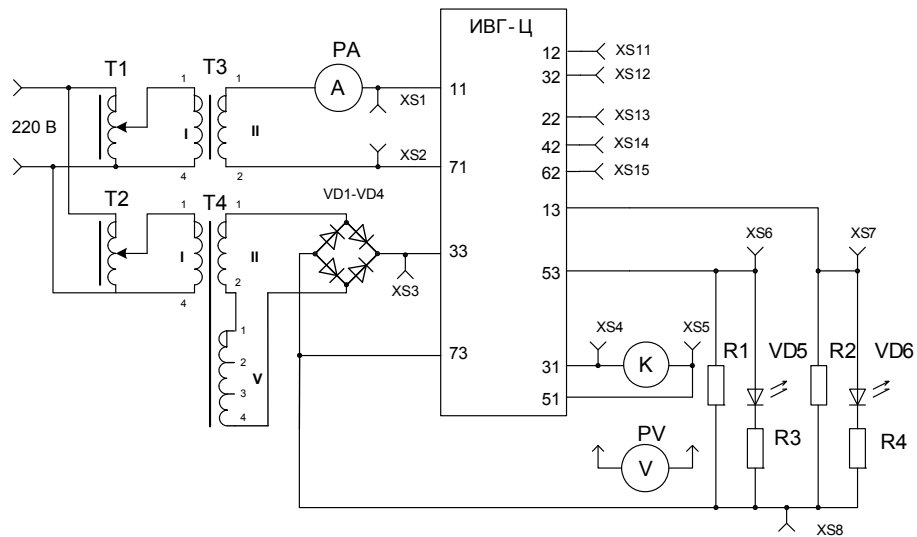 ИВГ-Ц
T1
T3
PA
A
220 В
1
4
I
1
2
II
XS1
XS2
11
71
12
32
22
42
62
13
53
31
51
33
73
XS11
XS12
XS13
XS14
XS15
T2
T4
VD1-VD4
1
4
I
1
2
II
1
2
3
4
V
XS3
XS4
XS5
K
PV
V
XS6
XS7
R1
VD5
R2
VD6
R3
R4
XS8